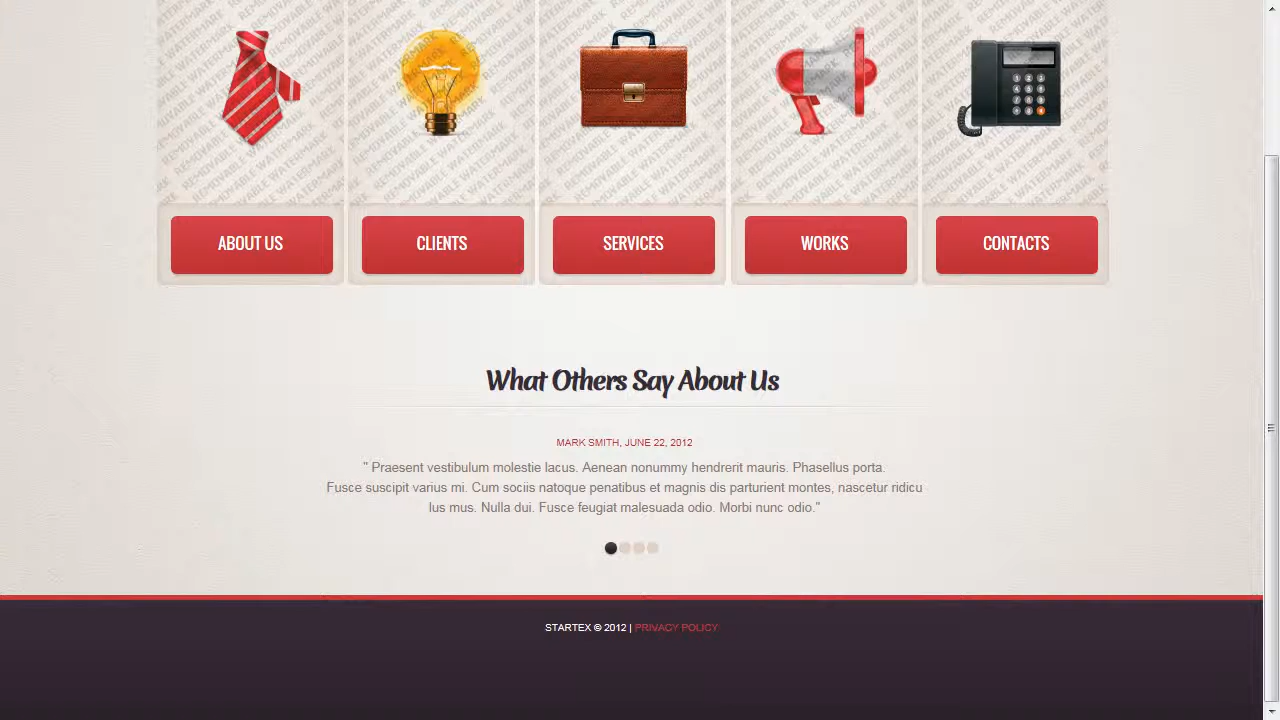 ABOUT US
CLIENTS
SERVICES
WORKS
CONTACTS
What Others Say About Us
MARK SMITH, JUNE 22, 2012
" Praesent vestibulum molestie lacus. Aenean nonummy hendrerit mauris. Phasellus porta.
Fusce suscipit varius mi. Cum sociis natoque penatibus et magnis dis parturient montes, nascetur ridicu
lus mus. Nulla dui. Fusce feugiat malesuada odio. Morbi nunc odio."
STARTEX © 2012 | PRIVACY POLICY